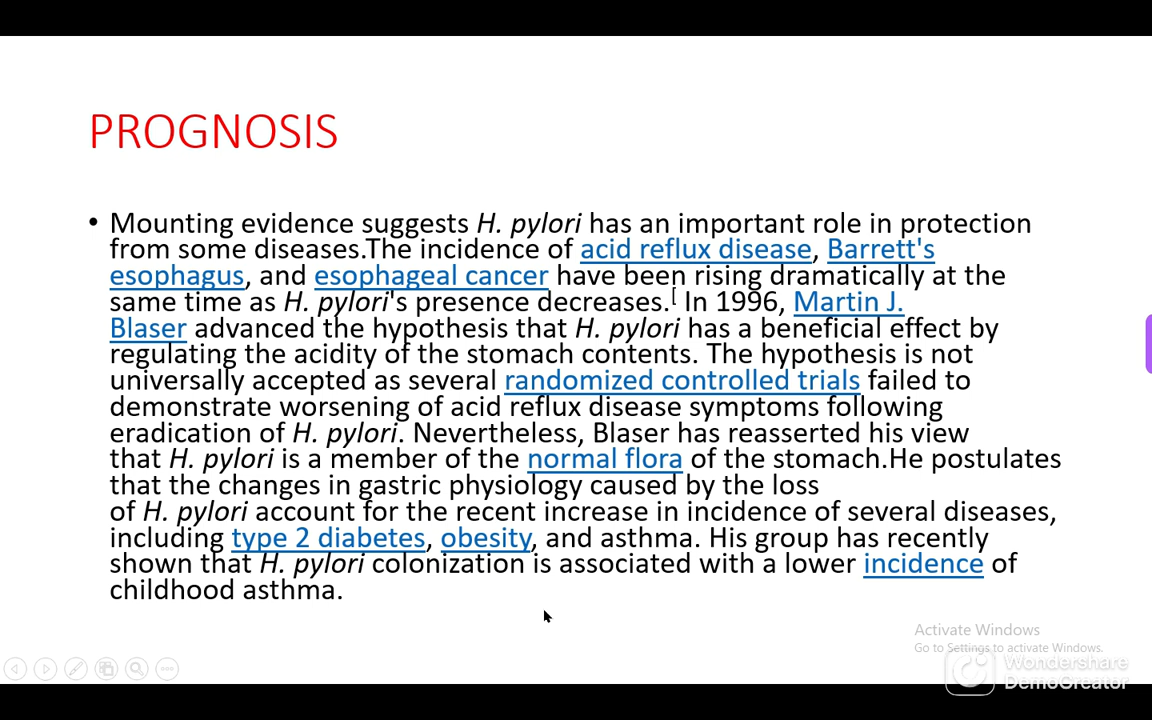 PROGNOSIS
• Mounting evidence suggests H. pylori has an important role in protection
from some diseases.The incidence of acid reflux disease, Barrett's
esophagus, and esophageal cancer have been rising dramatically at the
same time as H. pylori's presence decreases.[ In 1996, Martin J.
Blaser advanced the hypothesis that H. pylori has a beneficial effect by
regulating the acidity of the stomach contents. The hypothesis is not
universally accepted as several randomized controlled trials failed to
demonstrate worsening of acid reflux disease symptoms following
eradication of H. pylori. Nevertheless, Blaser has reasserted his view
that H. pylori is a member of the normal flora of the stomach.He postulates
that the changes in gastric physiology caused by the loss
of H. pylori account for the recent increase in incidence of several diseases,
including type 2 diabetes, obesity, and asthma. His group has recently
shown that H. pylori colonization is associated with a lower incidence of
childhood asthma.
Activate Windows
Go to Settings to activate Windows.
Wondershare
DemoCreator